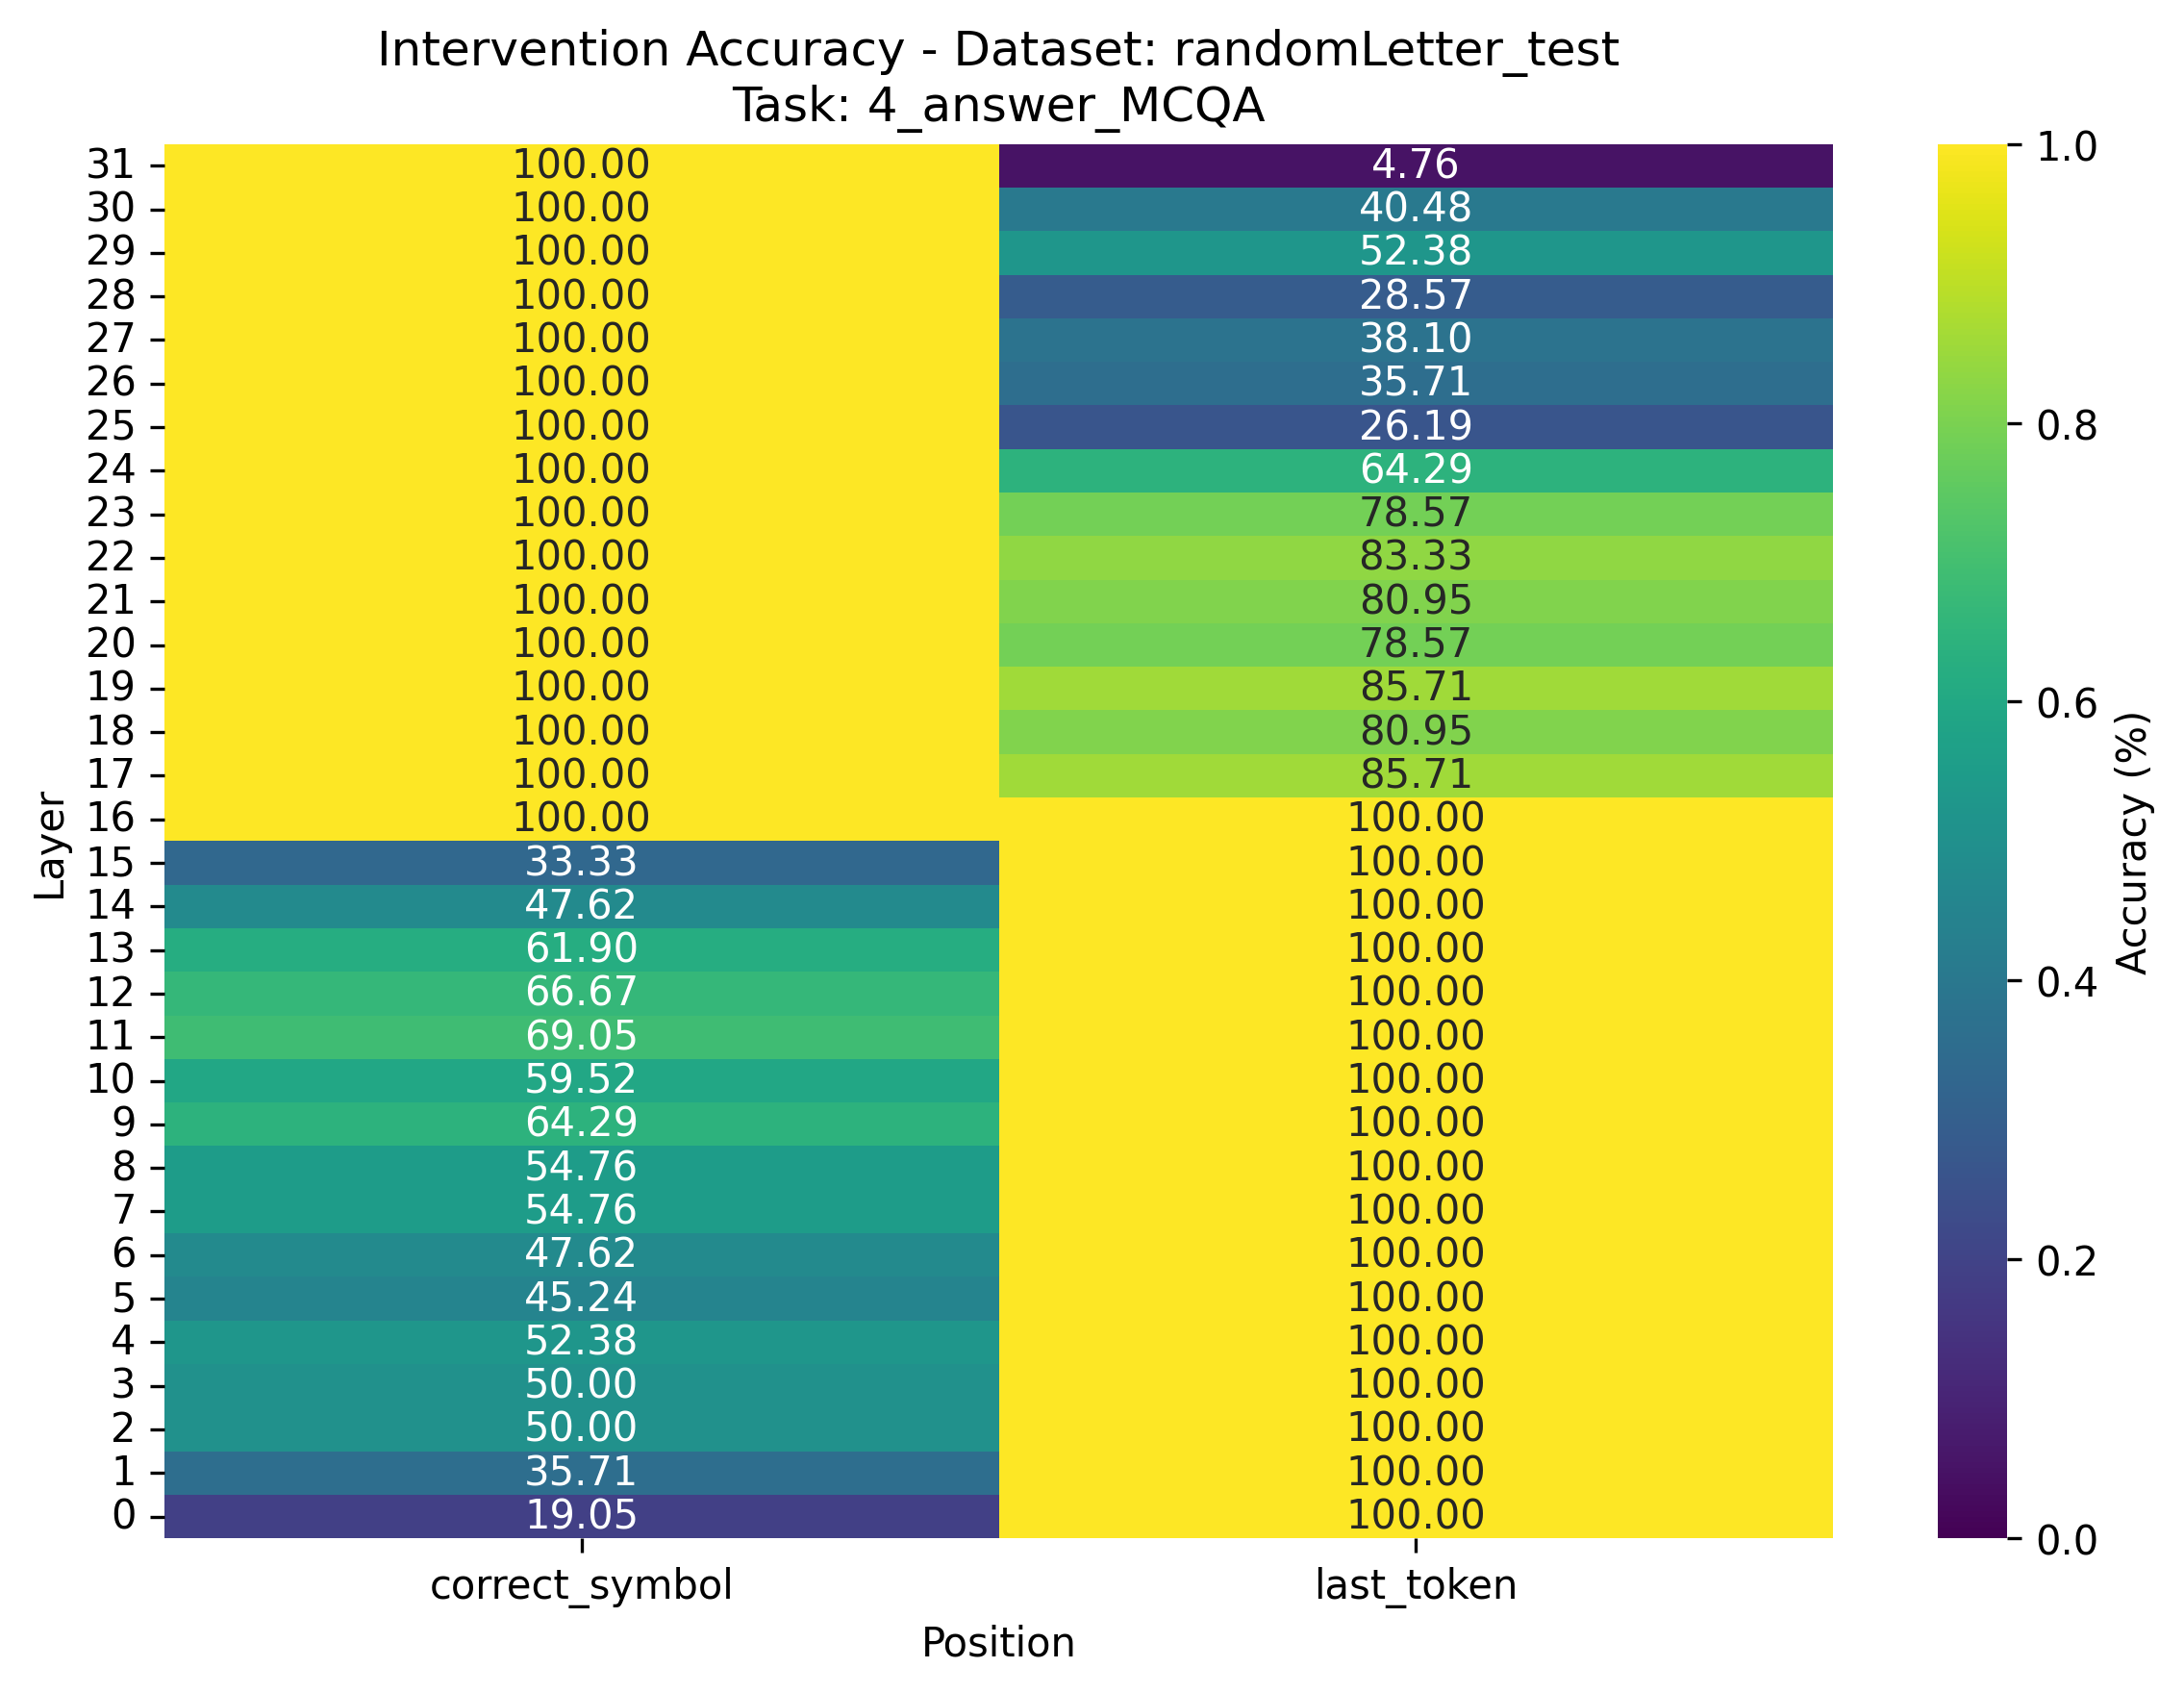 Intervention Accuracy - Dataset: randomLetter_test
Task: 4_answer_MCQA
31 100.00 4.76
30 100.00 40.48
29 100.00 52.38
28 100.00 28.57
27 100.00 38.10
26 100.00 35.71
25 100.00 26.19
24 100.00 64.29
23 100.00 78.57
22 100.00 83.33
21 100.00 80.95
20 100.00 78.57
19 100.00 85.71
18 100.00 80.95
17 100.00 85.71
16 100.00 100.00
15 33.33 100.00
14 47.62 100.00
13 61.90 100.00
12 66.67 100.00
11 69.05 100.00
10 59.52 100.00
9 64.29 100.00
8 54.76 100.00
7 54.76 100.00
6 47.62 100.00
5 45.24 100.00
4 52.38 100.00
3 50.00 100.00
2 50.00 100.00
1 35.71 100.00
0 19.05 100.00
correct_symbol last_token
Position
Layer
1.0
0.8
0.6
0.4
0.2
0.0
Accuracy (%)